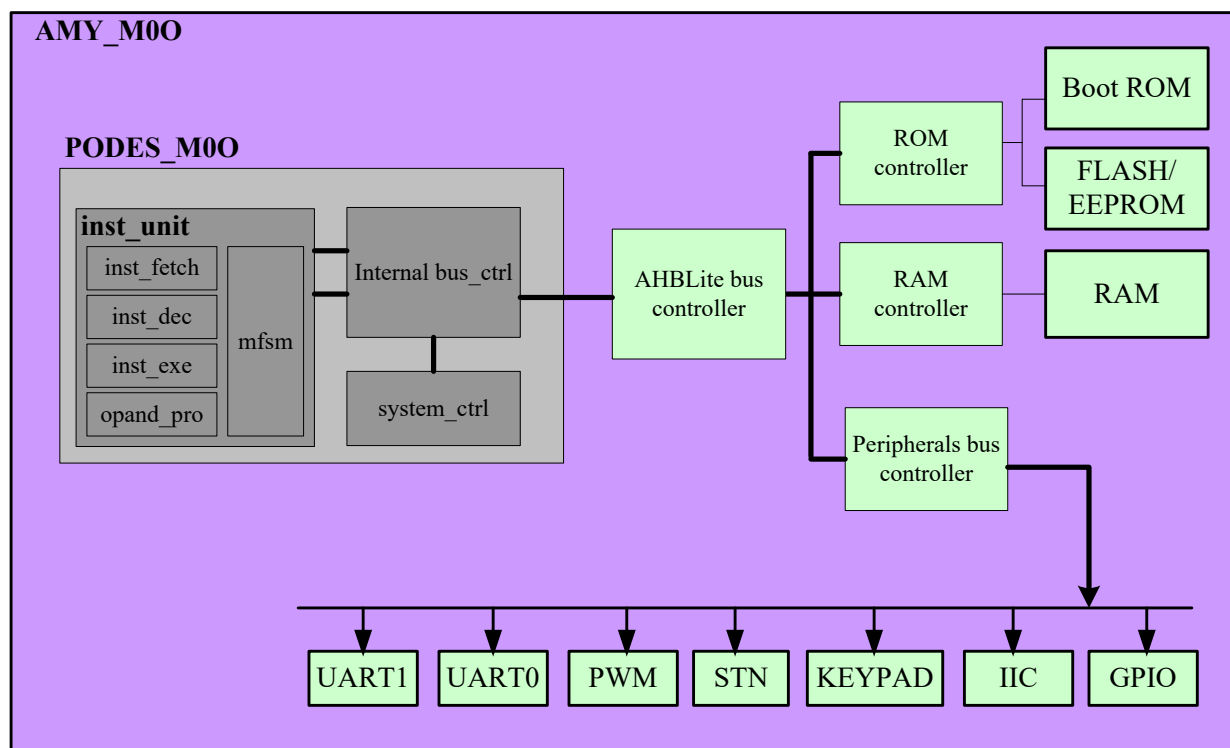 AMY_M0O
PODES_M0O
inst_unit
inst_fetch
inst_dec
inst_exe
opand_pro
mfsm
Internal bus_ctrl
system_ctrl
AHBLite bus
controller
ROM
controller
Boot ROM
FLASH/
EEPROM
RAM
controller
RAM
Peripherals bus
controller
UART1
UART0
PWM
STN
KEYPAD
IIC
GPIO